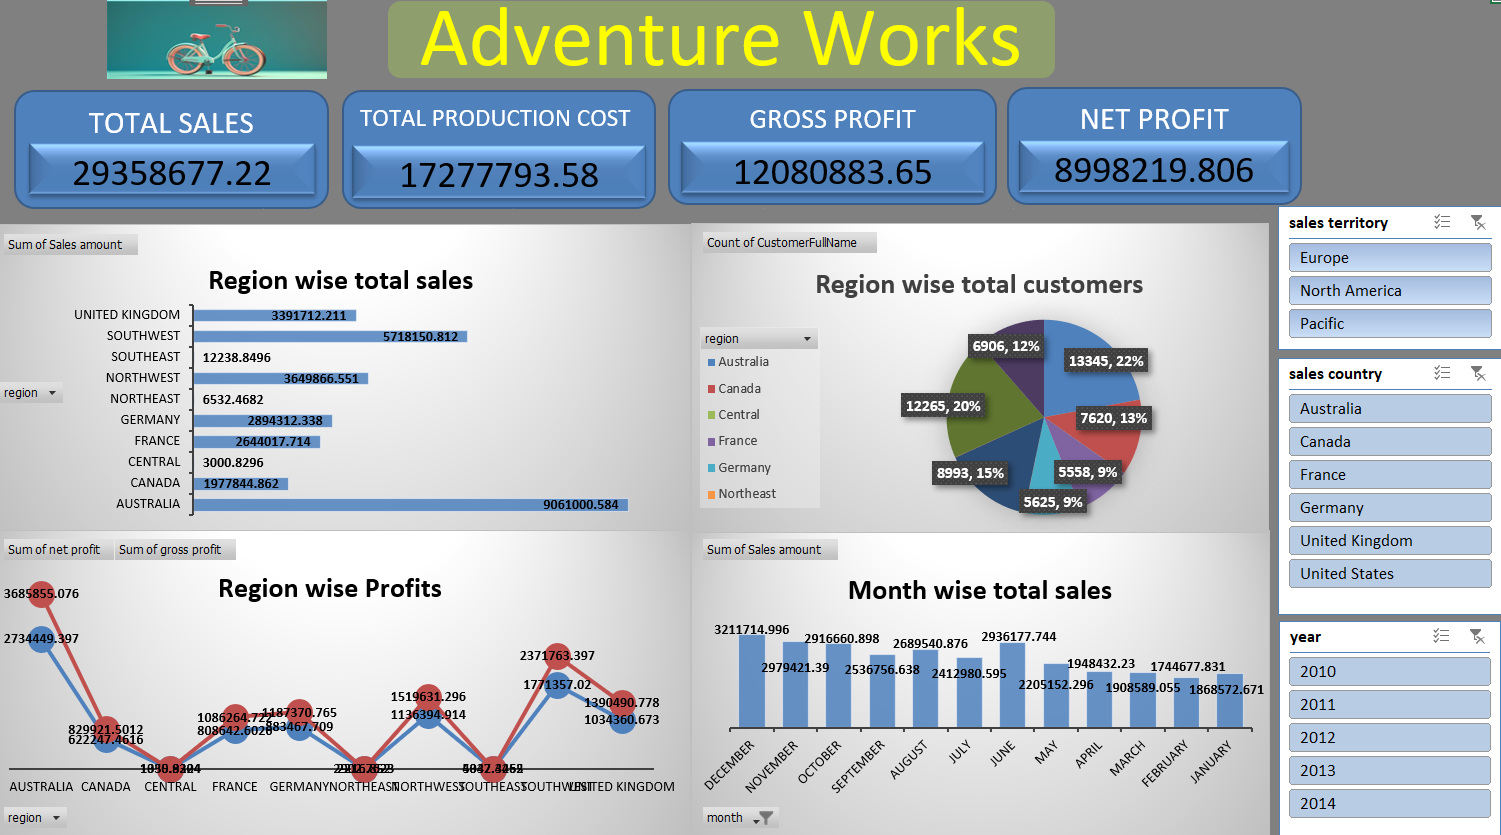 Adventure Works
TOTAL SALES
29358677.22
TOTAL PRODUCTION COST
17277793.58
GROSS PROFIT
12080883.65
NET PROFIT
8998219.806
Sum of Sales amount
Region wise total sales
UNITED KINGDOM 3391712.211
SOUTHWEST 5718150.812
SOUTHEAST 12238.8496
NORTHWEST 3649866.551
NORTHEAST 6532.4682
GERMANY 2894312.338
FRANCE 2644017.714
CENTRAL 3000.8296
CANADA 1977844.862
AUSTRALIA 9061000.584
region
Count of CustomerFullName
Region wise total customers
region
Australia
Canada
Central
France
Germany
Northeast
6906, 12%
13345, 22%
12265, 20%
7620, 13%
8993, 15%
5558, 9%
5625, 9%
sales territory
Europe
North America
Pacific
sales country
Australia
Canada
France
Germany
United Kingdom
United States
year
2010
2011
2012
2013
2014
Sum of net profit
Sum of gross profit
Region wise Profits
3685855.076
2734449.397
829921.5012
622247.4616
808642.6026
1187370.765
883467.709
1519631.296
1136394.914
2371763.397
1771357.02
1390490.778
1034360.673
AUSTRALIA
CANADA
CENTRAL
FRANCE
GERMANY
NORTHEAST
NORTHWEST
SOUTHEAST
SOUTHWEST
UNITED KINGDOM
region
Sum of Sales amount
Month wise total sales
3211714.996
2979421.39
2916660.898
2536756.638
2689540.876
2412980.595
2936177.744
2205152.296
1948432.23
1908589.055
1744677.831
1868572.671
DECEMBER
NOVEMBER
OCTOBER
SEPTEMBER
AUGUST
JULY
JUNE
MAY
APRIL
MARCH
FEBRUARY
JANUARY
month